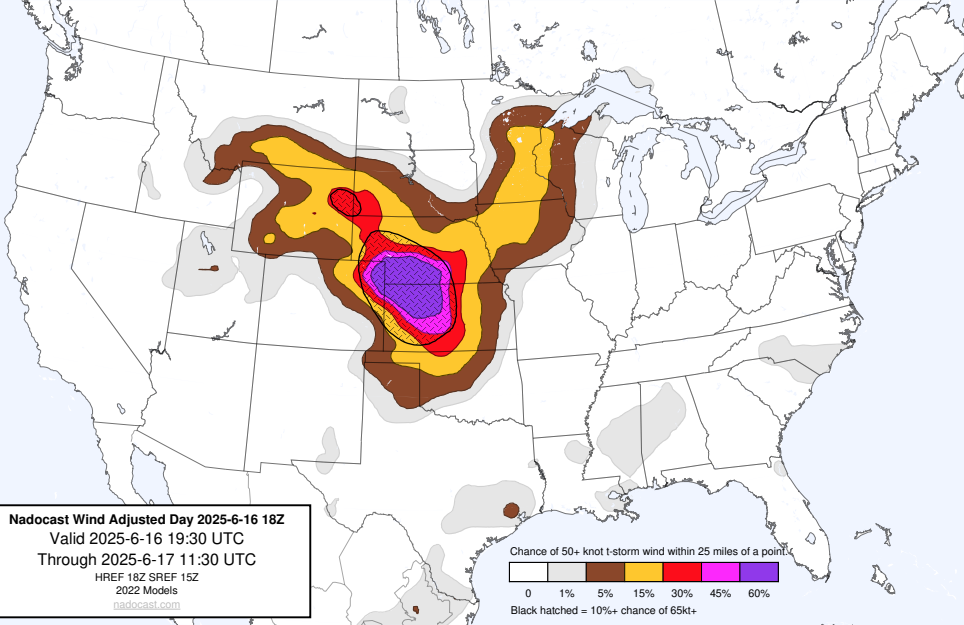 Nadocast Wind Adjusted Day 2025-6-16 18Z
Valid 2025-6-16 19:30 UTC
Through 2025-6-17 11:30 UTC
HREF 18Z SREF 15Z
2022 Models
nadocast.com
Chance of 50+ knot t-storm wind within 25 miles of a point.
0 1% 5% 15% 30% 45% 60%
Black hatched = 10%+ chance of 65kt+